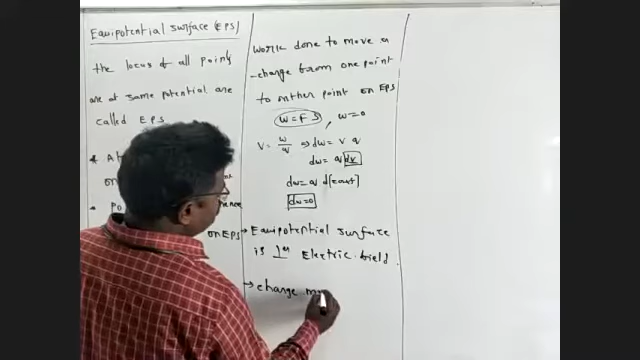 Equipotential surface (EPS)
the locus of all points
are at same potential are
called EPS
on EPS
work done to move a
charge from one point
to onther point on EPS
W = F S , W=0
V = W/q ⇒ dw = V q
dw = q dv
dw = q d[const]
dw=0
→ Equipotential surface
is ⊥er Electric field.
→ charge m